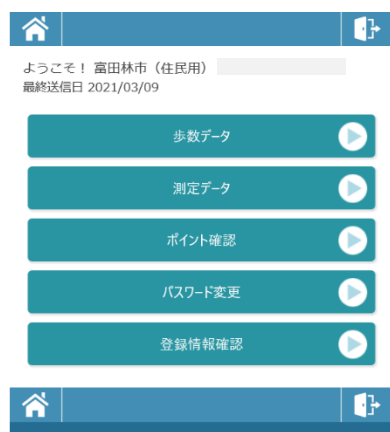 ようこそ！ 富田林市（住民用）
最終送信日 2021/03/09
歩数データ
測定データ
ポイント確認
パスワード変更
登録情報確認